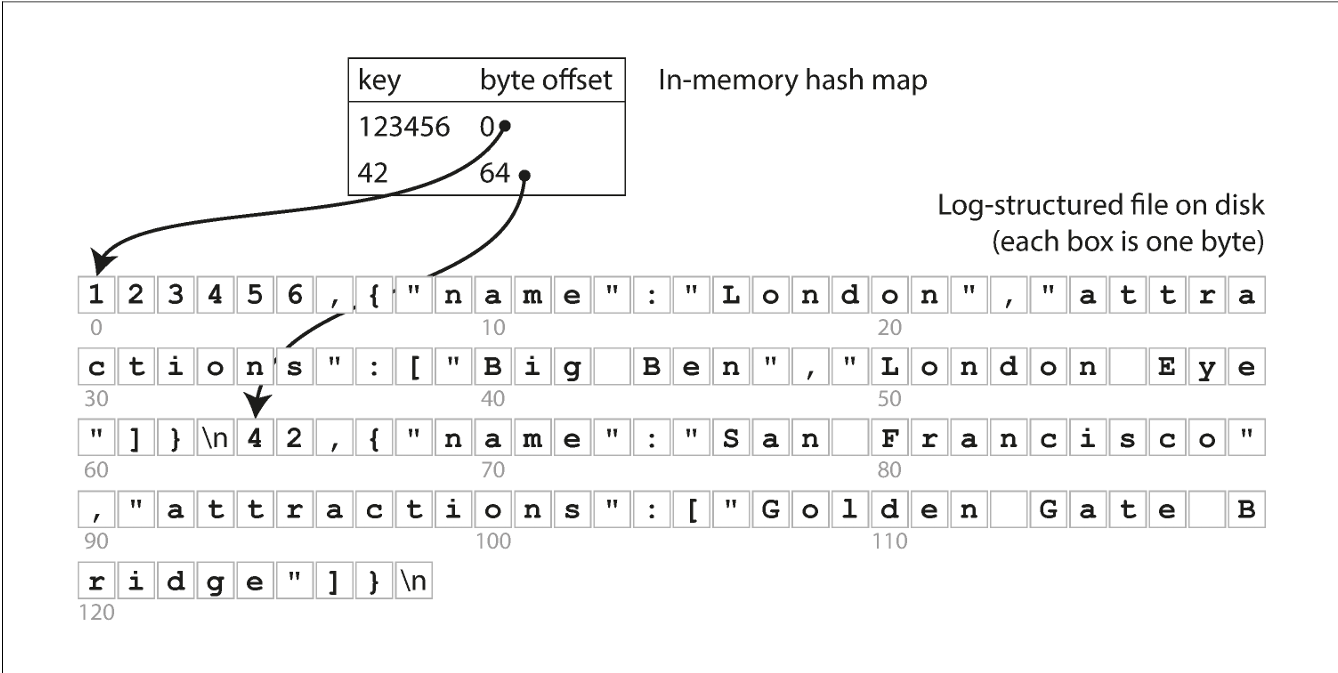 key byte offset In-memory hash map
123456 0
42 64
Log-structured file on disk
(each box is one byte)
123456,{"name":"London","attra
0 10 20
ctions":["Big Ben","London Eye
30 40 50
"]}\n42,{"name":"San Francisco"
60 70 80
,"attractions":["Golden Gate B
90 100 110
ridge"]}\n
120